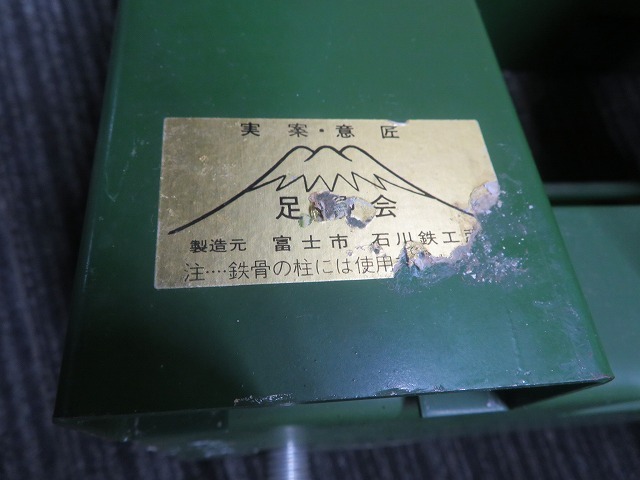 実案・意匠
足 会
製造元 富士市 石川鉄工
注‥‥鉄骨の柱には使用